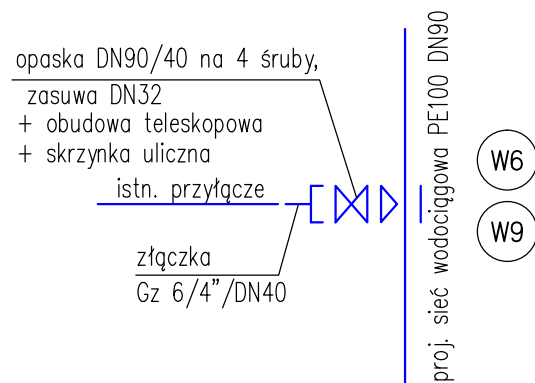 opaska DN90/40 na 4 śruby,
zasuwa DN32
+ obudowa teleskopowa
+ skrzynka uliczna
istn. przyłącze
złączka
Gz 6/4"/DN40
proj. sieć wodociągowa PE100 DN90
W6
W9